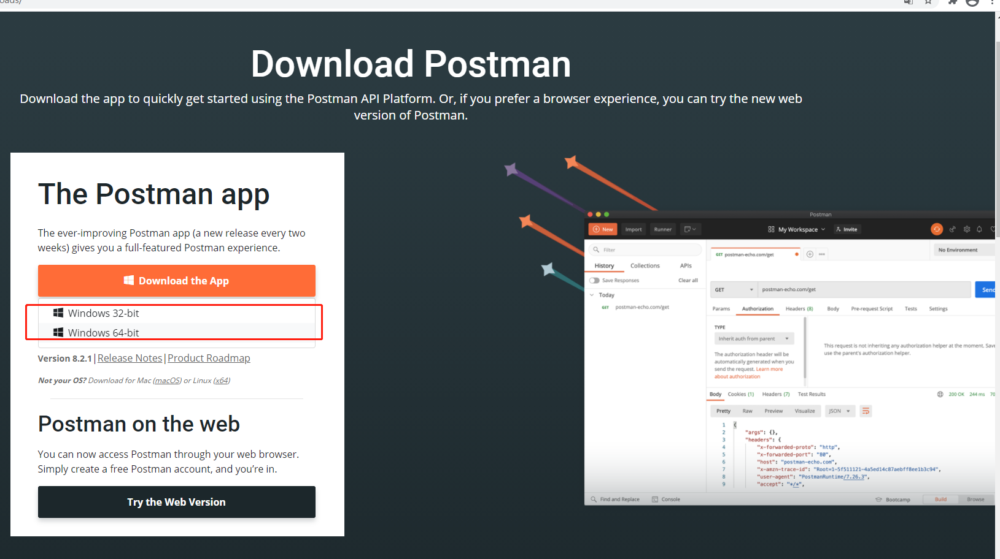 oads/
Download Postman
Download the app to quickly get started using the Postman API Platform. Or, if you prefer a browser experience, you can try the new web
version of Postman.
The Postman app
The ever-improving Postman app (a new release every two
weeks) gives you a full-featured Postman experience.
Download the App
Windows 32-bit
Windows 64-bit
Version 8.2.1|Release Notes|Product Roadmap
Not your OS? Download for Mac (macOS) or Linux (x64)
Postman on the web
You can now access Postman through your web browser.
Simply create a free Postman account, and you’re in.
Try the Web Version
Postman
New Import Runner My Workspace Invite
Filter
History Collections APIs
Save Responses Clear all
Today
GET postman-echo.com/get
GET postman-echo.com/get No Environment
GET postman-echo.com/get Send
Params Authorization Headers (8) Body Pre-request Script Tests Settings
TYPE
Inherit auth from parent
The authorization header will be
automatically generated when you
send the request. Learn more
about authorization
This request is not inheriting any authorization helper at the moment. Save
use the parent's authorization helper.
Body Cookies (1) Headers (7) Test Results 200 OK 244 ms 70
Pretty Raw Preview Visualize JSON
1 {
2 "args": {},
3 "headers": {
4 "x-forwarded-proto": "http",
5 "x-forwarded-port": "80",
6 "host": "postman-echo.com",
7 "x-amzn-trace-id": "Root=1-5f511121-4a5ed14c87aebff8ee1b3c94",
8 "user-agent": "PostmanRuntime/7.26.3",
9 "accept": "*/*",
Find and Replace Console Bootcamp Build Browse